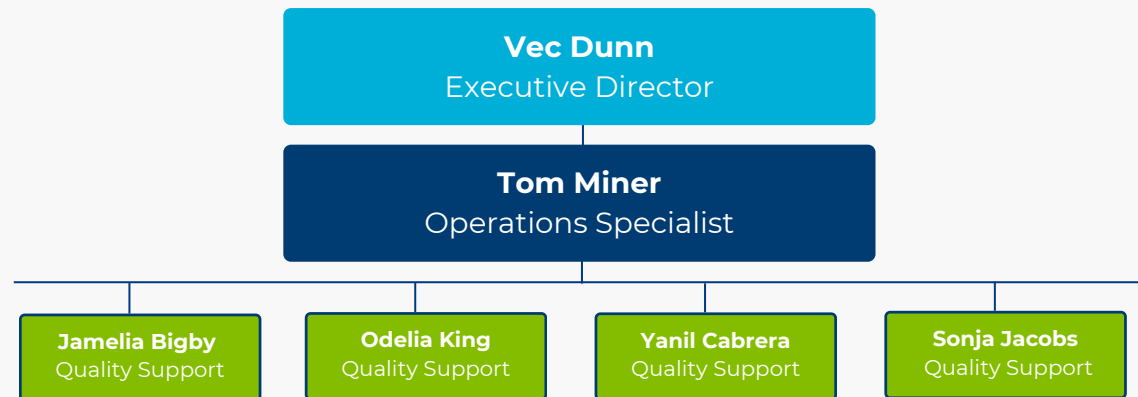 Vec Dunn
Executive Director
Tom Miner
Operations Specialist
Jamelia Bigby
Quality Support
Odelia King
Quality Support
Yanil Cabrera
Quality Support
Sonja Jacobs
Quality Support